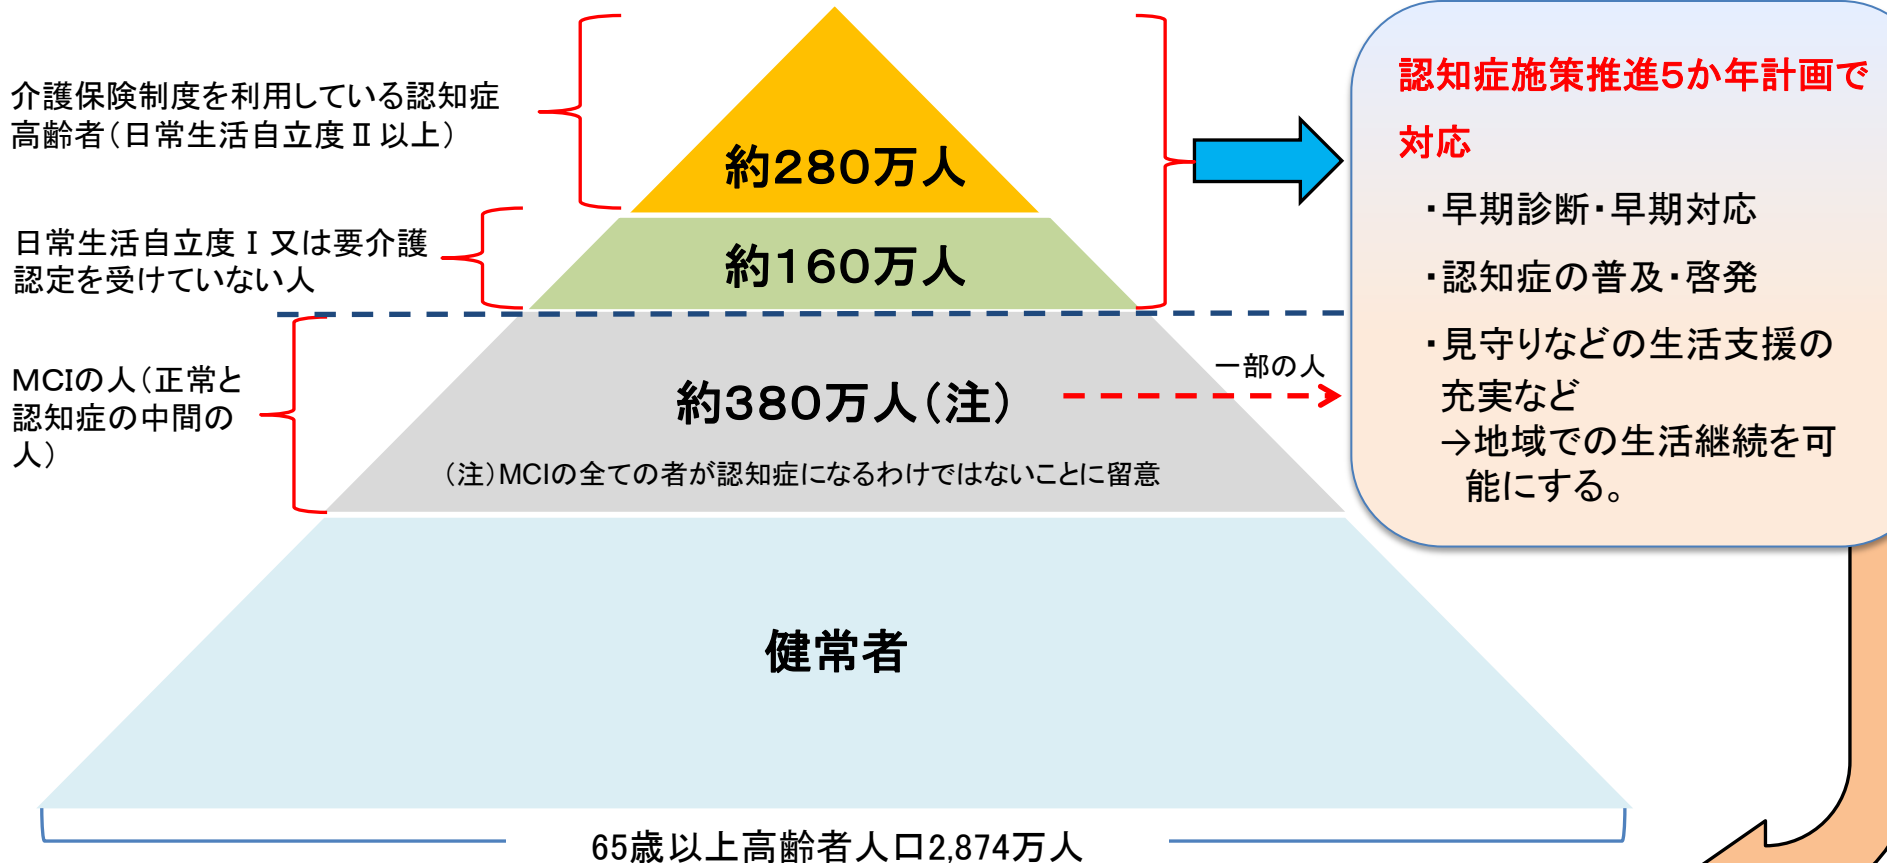 介護保険制度を利用している認知症
高齢者(日常生活自立度Ⅱ以上)
約280万人
日常生活自立度Ⅰ又は要介護
認定を受けていない人
約160万人
MCIの人(正常と
認知症の中間の
人)
約380万人(注)
(注)MCIの全ての者が認知症になるわけではないことに留意
一部の人
健常者
65歳以上高齢者人口2,874万人
認知症施策推進5か年計画で
対応
・早期診断・早期対応
・認知症の普及・啓発
・見守りなどの生活支援の
充実など
→地域での生活継続を可
能にする。